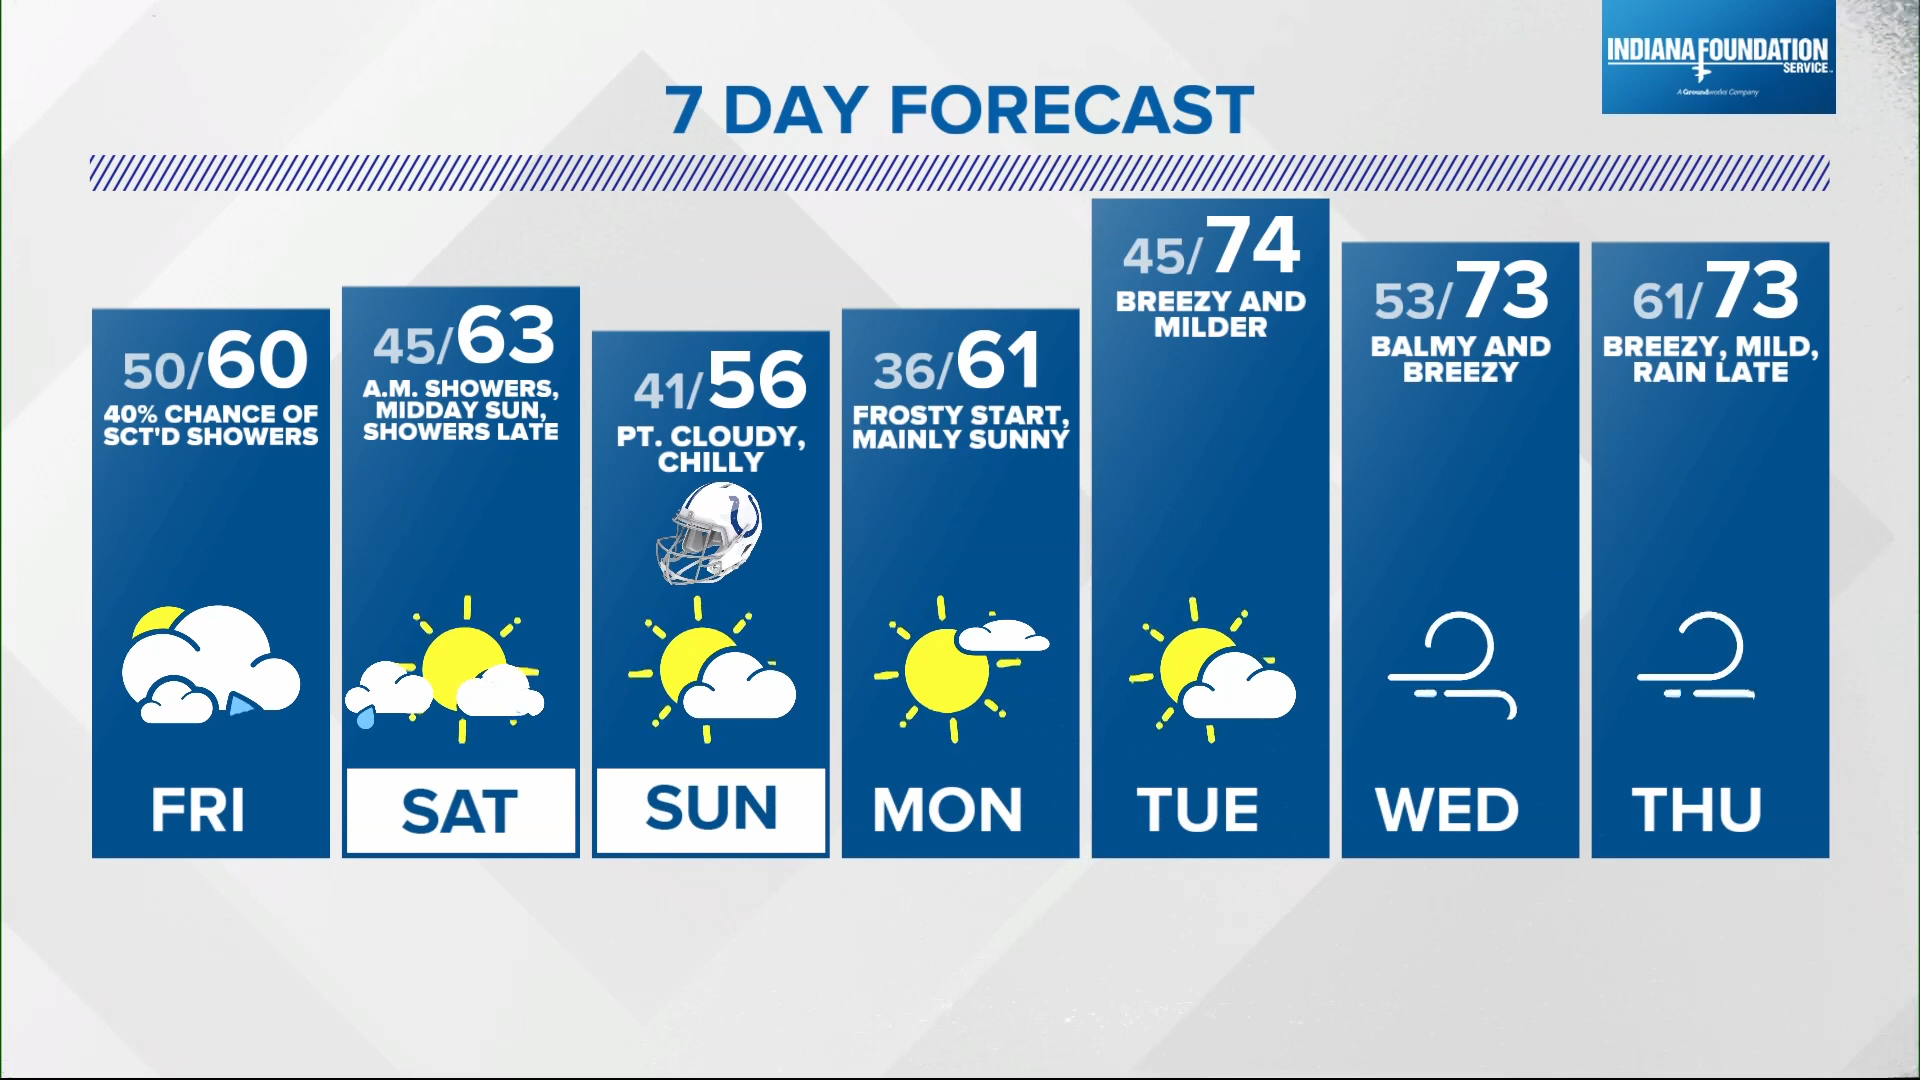 INDIANA FOUNDATION
SERVICE
A Groundworks Company
7 DAY FORECAST
50/60
40% CHANCE OF
SCT'D SHOWERS
FRI
45/63
A.M. SHOWERS,
MIDDAY SUN,
SHOWERS LATE
SAT
41/56
PT. CLOUDY,
CHILLY
SUN
36/61
FROSTY START,
MAINLY SUNNY
MON
45/74
BREEZY AND
MILDER
TUE
53/73
BALMY AND
BREEZY
WED
61/73
BREEZY, MILD,
RAIN LATE
THU